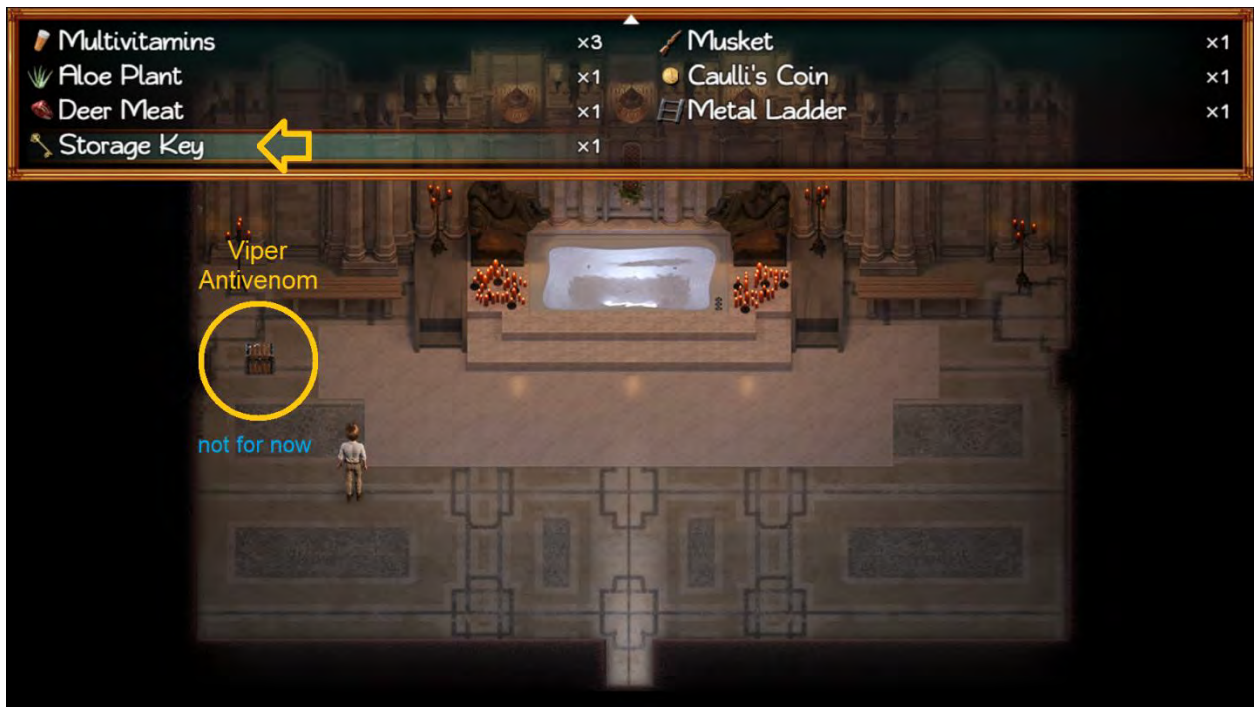 Multivitamins ×3 Musket ×1
Aloe Plant ×1 Caulli's Coin ×1
Deer Meat ×1 Metal Ladder ×1
Storage Key ×1
Viper
Antivenom
not for now